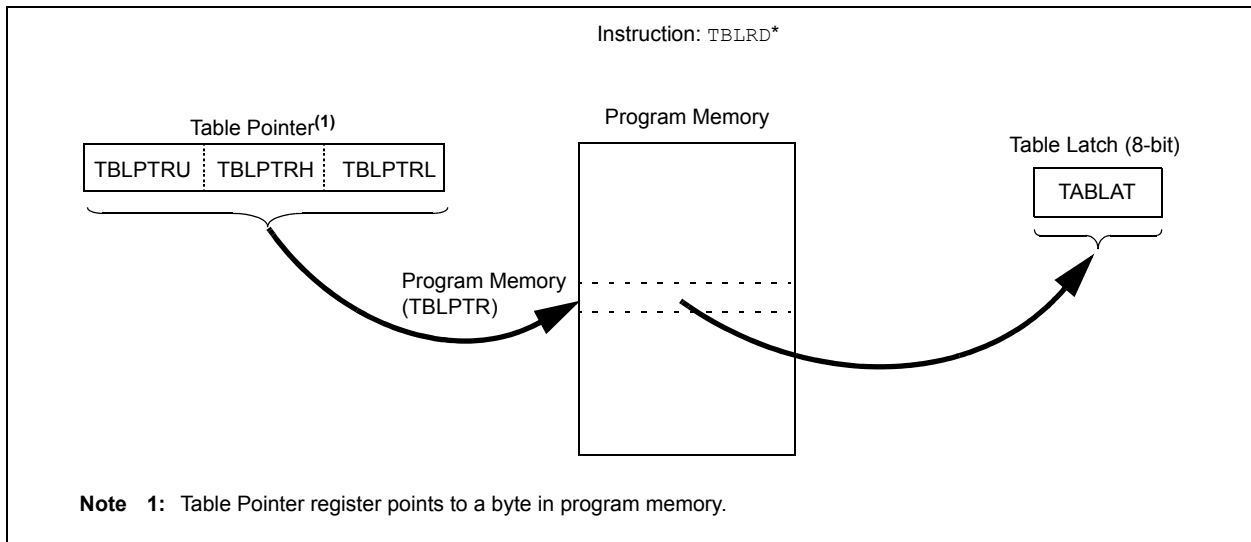 Instruction: TBLRD*
Table Pointer(1)
TBLPTRU TBLPTRH TBLPTRL
Program Memory
(TBLPTR)
Program Memory
Table Latch (8-bit)
TABLAT
Note 1: Table Pointer register points to a byte in program memory.